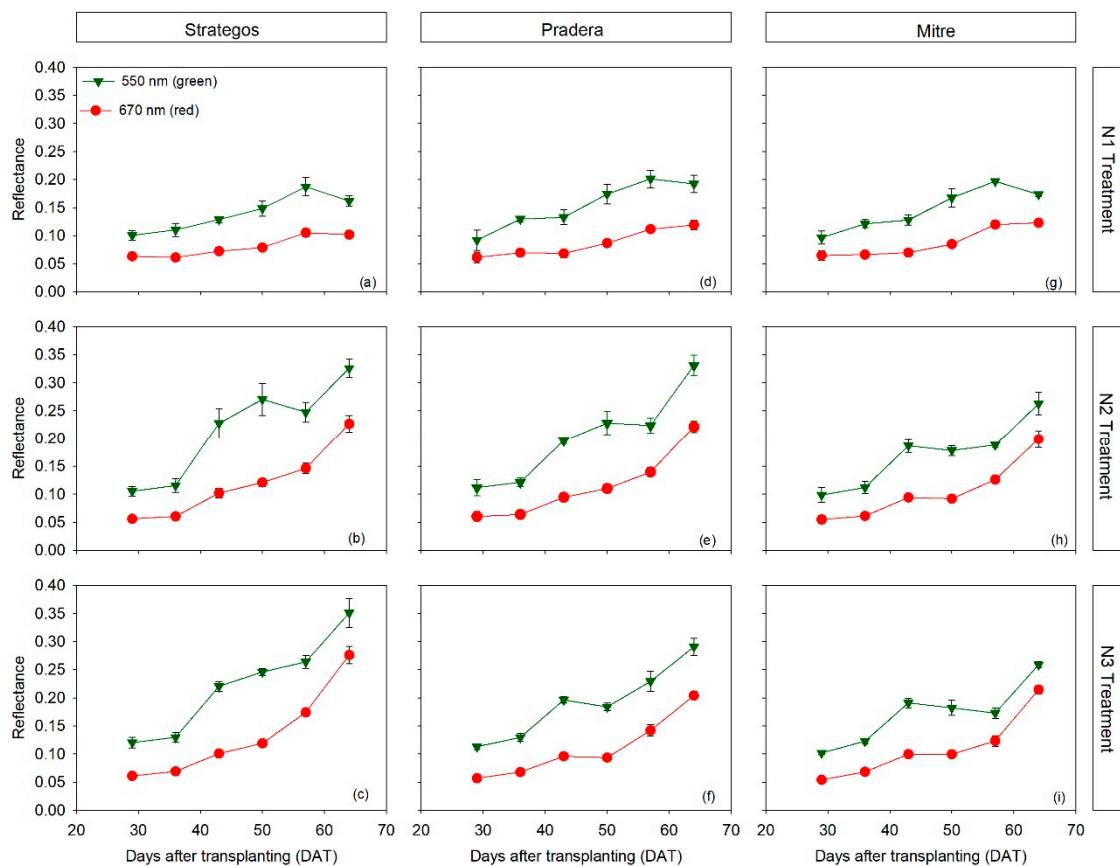 Strategos
Pradera
Mitre
0.40
0.35
0.30
0.25
0.20
0.15
0.10
0.05
0.00
Reflectance
550 nm (green)
670 nm (red)
(a)
(d)
(g)
N1 Treatment
0.40
0.35
0.30
0.25
0.20
0.15
0.10
0.05
0.00
Reflectance
(b)
(e)
(h)
N2 Treatment
0.40
0.35
0.30
0.25
0.20
0.15
0.10
0.05
0.00
Reflectance
(c)
(f)
(i)
N3 Treatment
20 30 40 50 60 70
20 30 40 50 60 70
20 30 40 50 60 70
Days after transplanting (DAT)
Days after transplanting (DAT)
Days after transplanting (DAT)